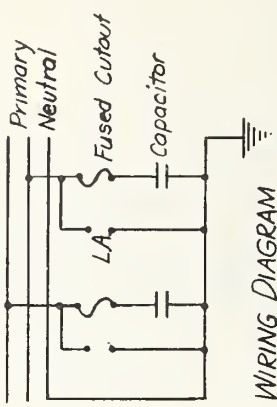 Primary
Neutral
Fused Cutout
Capacitor
LA
WIRING DIAGRAM